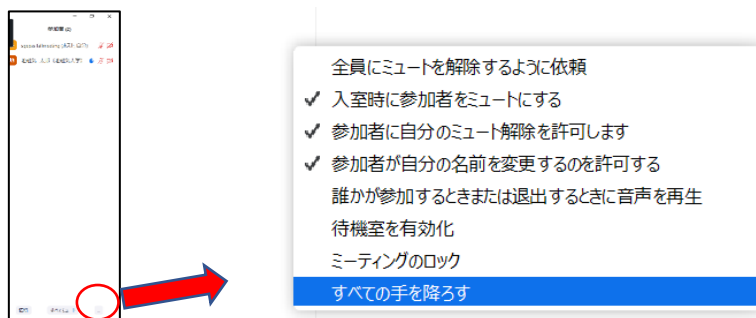 参加者 (2)
全員にミュートを解除するように依頼
入室時に参加者をミュートにする
参加者に自分のミュート解除を許可します
参加者が自分の名前を変更するのを許可する
誰かが参加するときまたは退出するときに音声を再生
待機室を有効化
ミーティングのロック
すべての手を降ろす